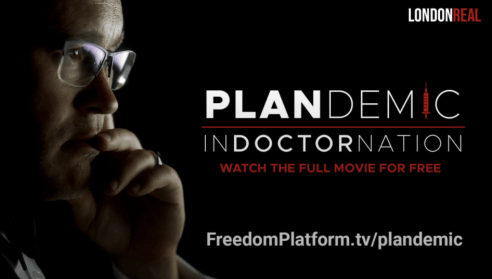 LONDONREAL
PLANDEMIC
INDOCTORNATION
WATCH THE FULL MOVIE FOR FREE
FreedomPlatform.tv/plandemic